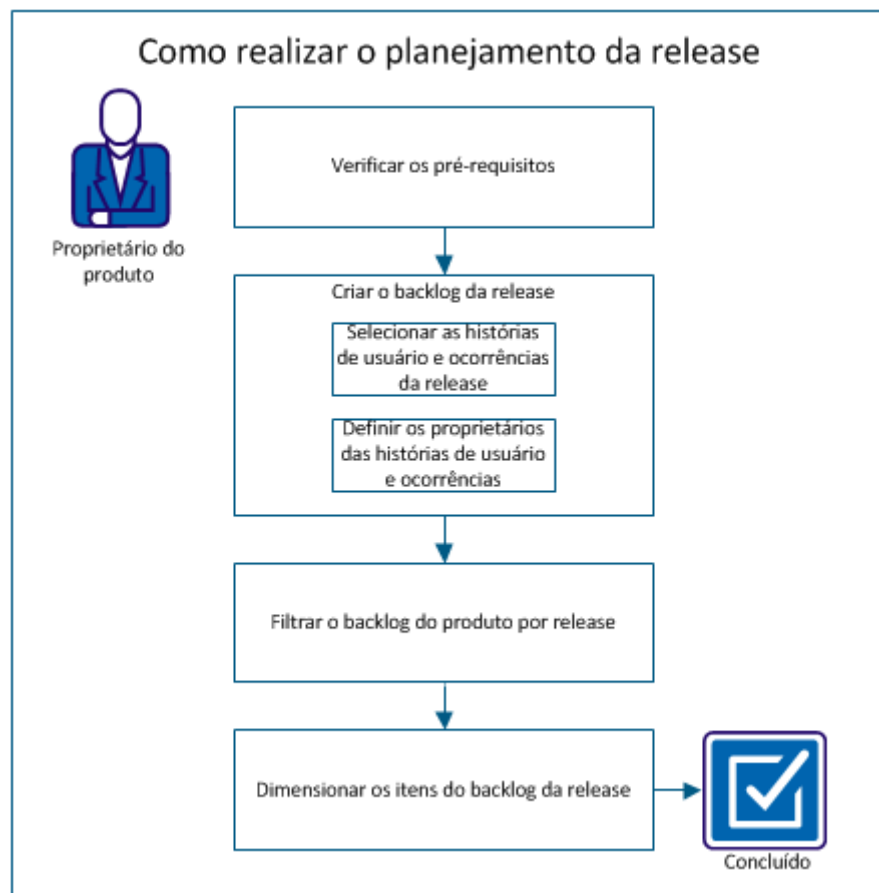 Como realizar o planejamento da release
Proprietário do
produto
Verificar os pré-requisitos
Criar o backlog da release
Selecionar as histórias
de usuário e ocorrências
da release
Definir os proprietários
das histórias de usuário
e ocorrências
Filtrar o backlog do produto por release
Dimensionar os itens do backlog da release
Concluído